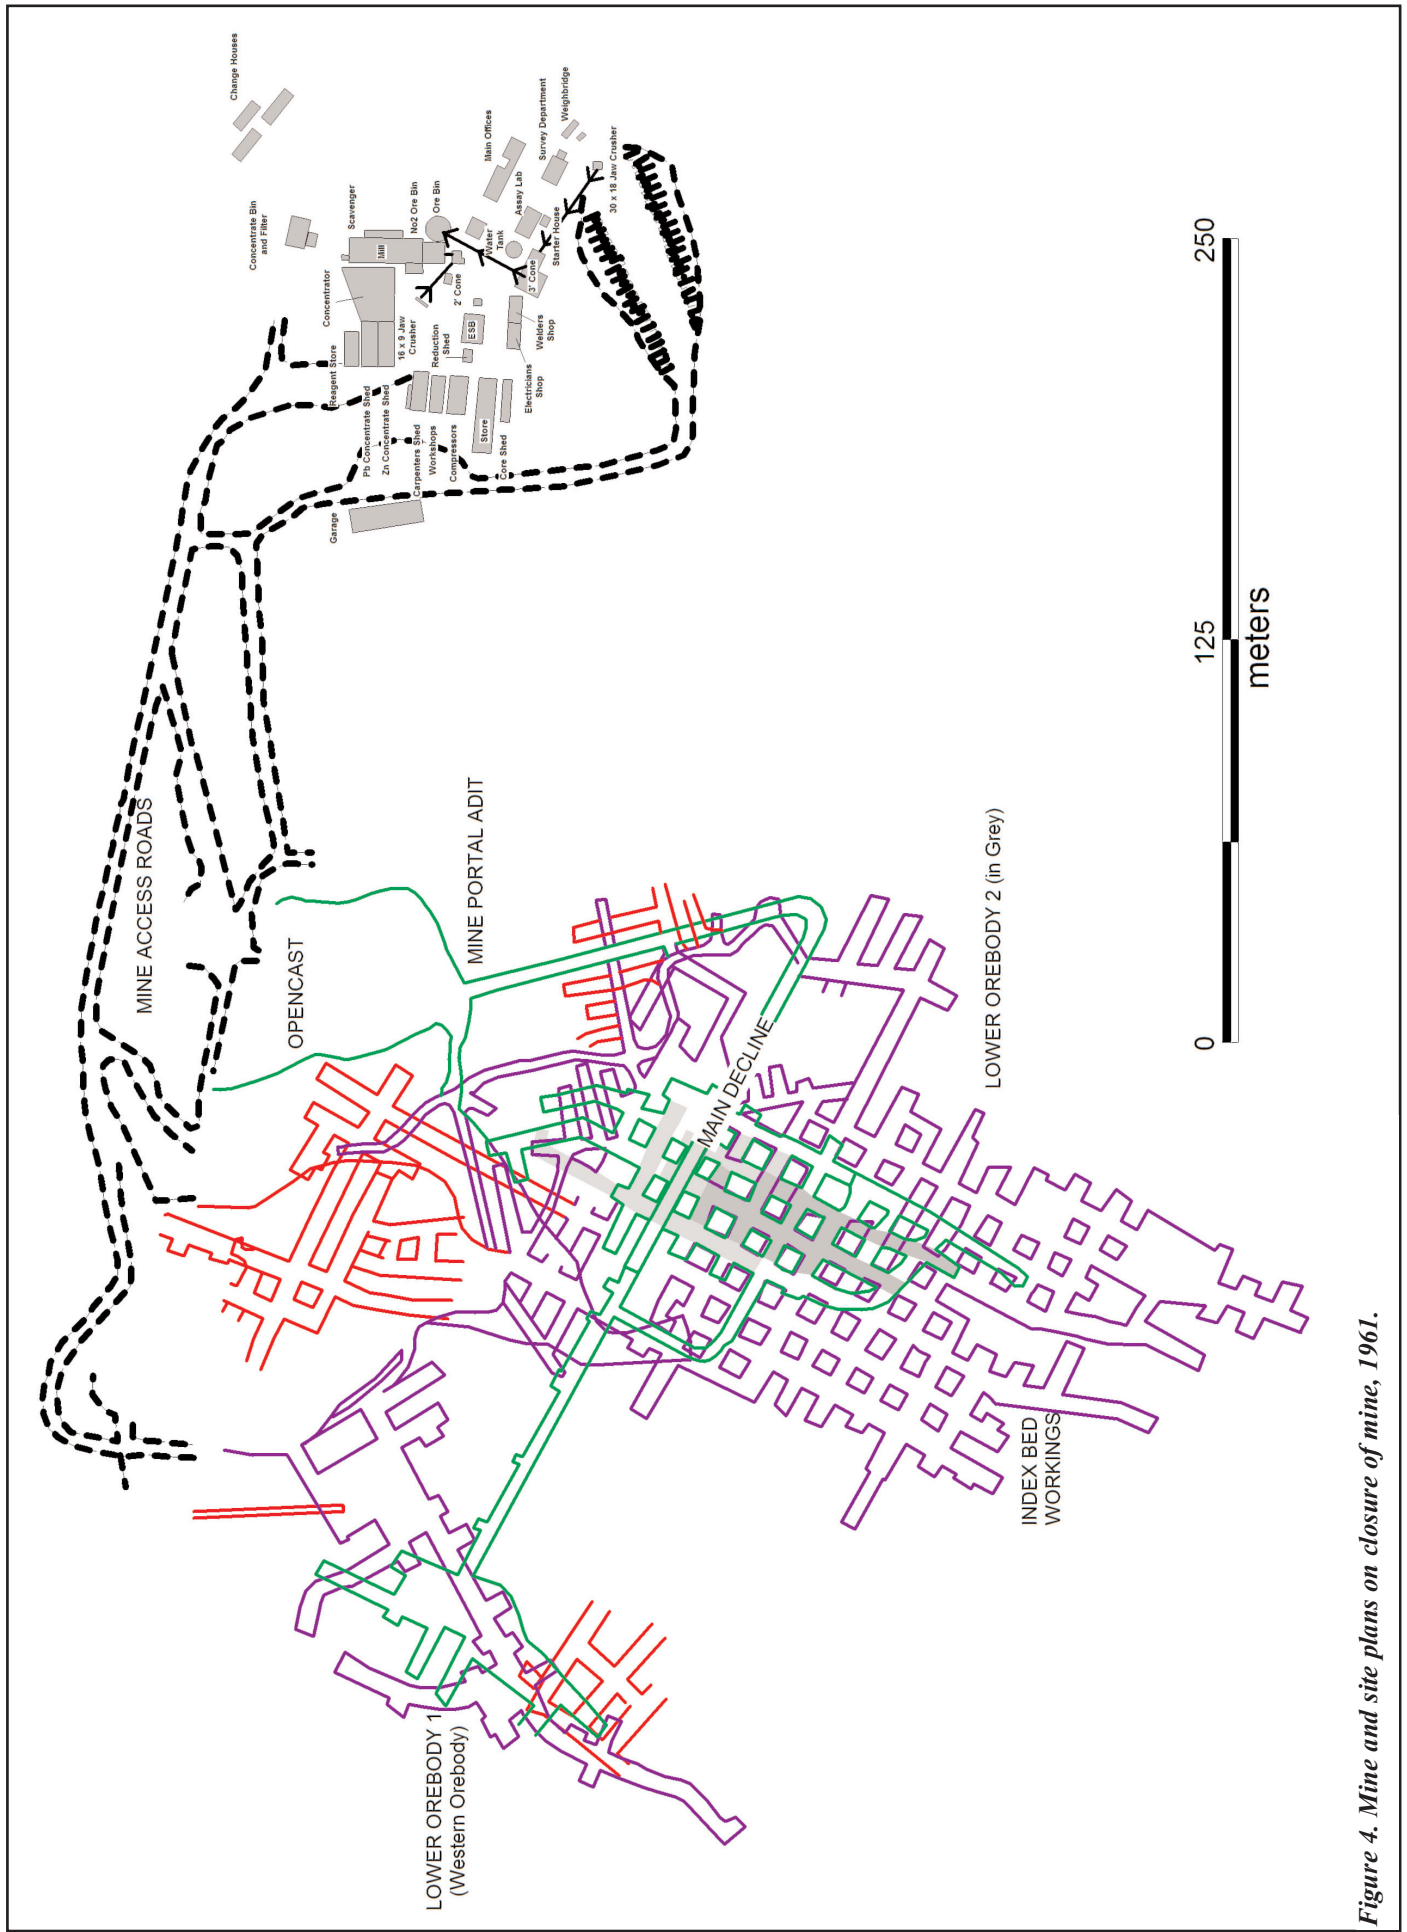 Change Houses
Concentrate Bin
and Filter
Scavenger
Mill
No2 Ore Bin
Ore Bin
Main Offices
Survey Department
Weighbridge
Assay Lab
Water
Tank
Starter House
30 x 18 Jaw Crusher
3' Cone
2' Cone
Concentrator
16 x 9 Jaw
Crusher
Reduction
Shed
ESB
Welders
Shop
Electricians
Shop
Reagent Store
Pb Concentrate Shed
Zn Concentrate Shed
Carpenters Shed
Workshops
Compressors
Store
Core Shed
Garage
MINE ACCESS ROADS
OPENCAST
MINE PORTAL ADIT
MAIN DECLINE
LOWER OREBODY 2 (in Grey)
INDEX BED
WORKINGS
LOWER OREBODY 1
(Western Orebody)
0
125
250
meters
Figure 4. Mine and site plans on closure of mine, 1961.